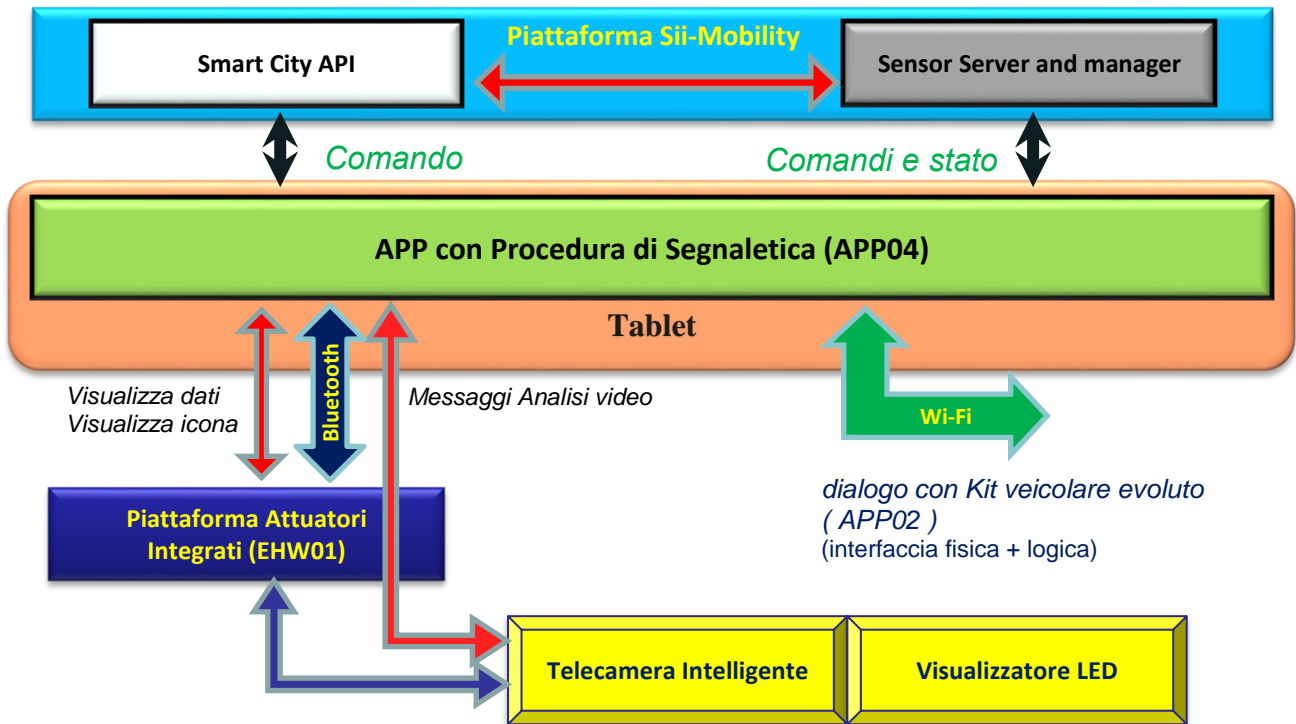 Piattaforma Sii-Mobility
Smart City API
Sensor Server and manager
Comando
Comandi e stato
APP con Procedura di Segnaletica (APP04)
Tablet
Visualizza dati
Visualizza icona
Bluetooth
Messaggi Analisi video
Wi-Fi
dialogo con Kit veicolare evoluto
( APP02 )
(interfaccia fisica + logica)
Piattaforma Attuatori
Integrati (EHW01)
Telecamera Intelligente
Visualizzatore LED